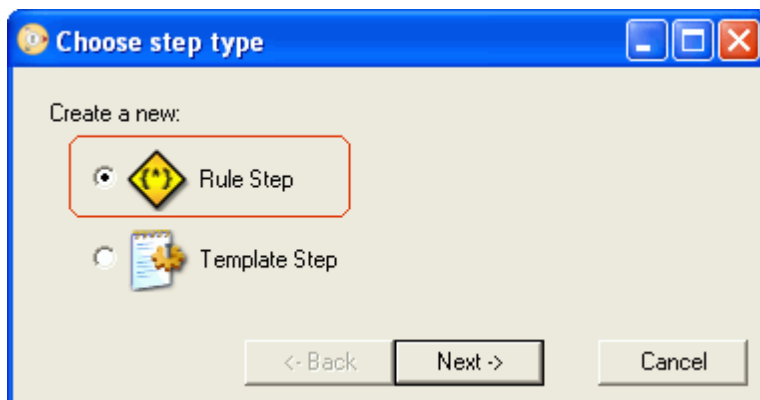 Choose step type
Create a new:
{*} Rule Step
Template Step
<- Back Next -> Cancel